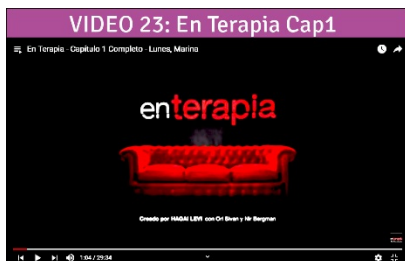 VIDEO 23: En Terapia Cap1
En Terapia - Capítulo 1 Completo - Lunes, Marina
enterapia
Creado por HAGAI LEVI con Ori Sivan y Nir Bergman
1:04 / 29:34